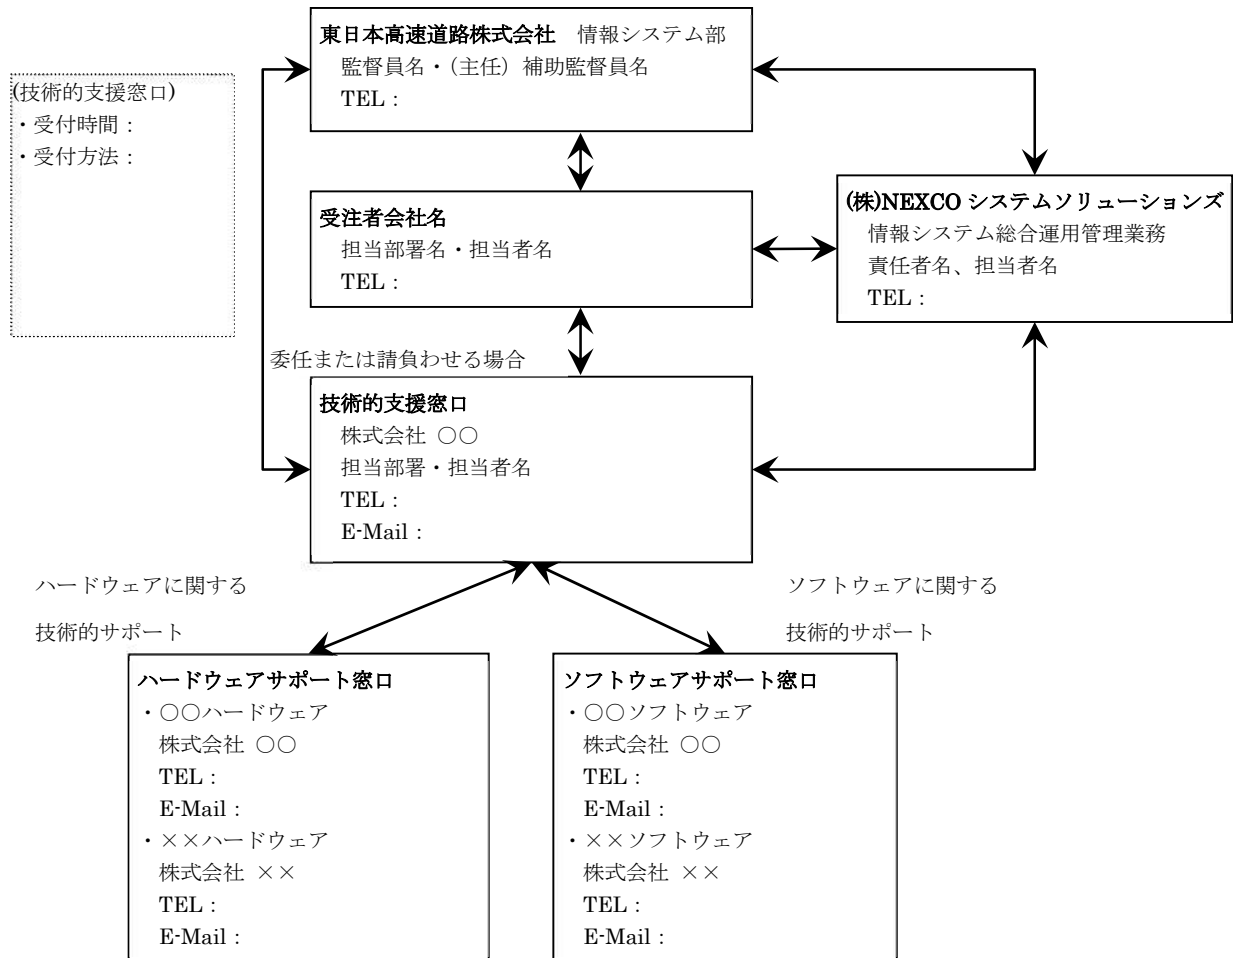 東日本高速道路株式会社　情報システム部
監督員名・（主任）補助監督員名
TEL：
(技術的支援窓口)
・受付時間：
・受付方法：
受注者会社名
担当部署名・担当者名
TEL：
(株)NEXCO システムソリューションズ
情報システム総合運用管理業務
責任者名、担当者名
TEL：
委任または請負わせる場合
技術的支援窓口
株式会社 ○○
担当部署・担当者名
TEL：
E-Mail：
ハードウェアに関する
技術的サポート
ソフトウェアに関する
技術的サポート
ハードウェアサポート窓口
・○○ハードウェア
株式会社 ○○
TEL：
E-Mail：
・××ハードウェア
株式会社 ××
TEL：
E-Mail：
ソフトウェアサポート窓口
・○○ソフトウェア
株式会社 ○○
TEL：
E-Mail：
・××ソフトウェア
株式会社 ××
TEL：
E-Mail：